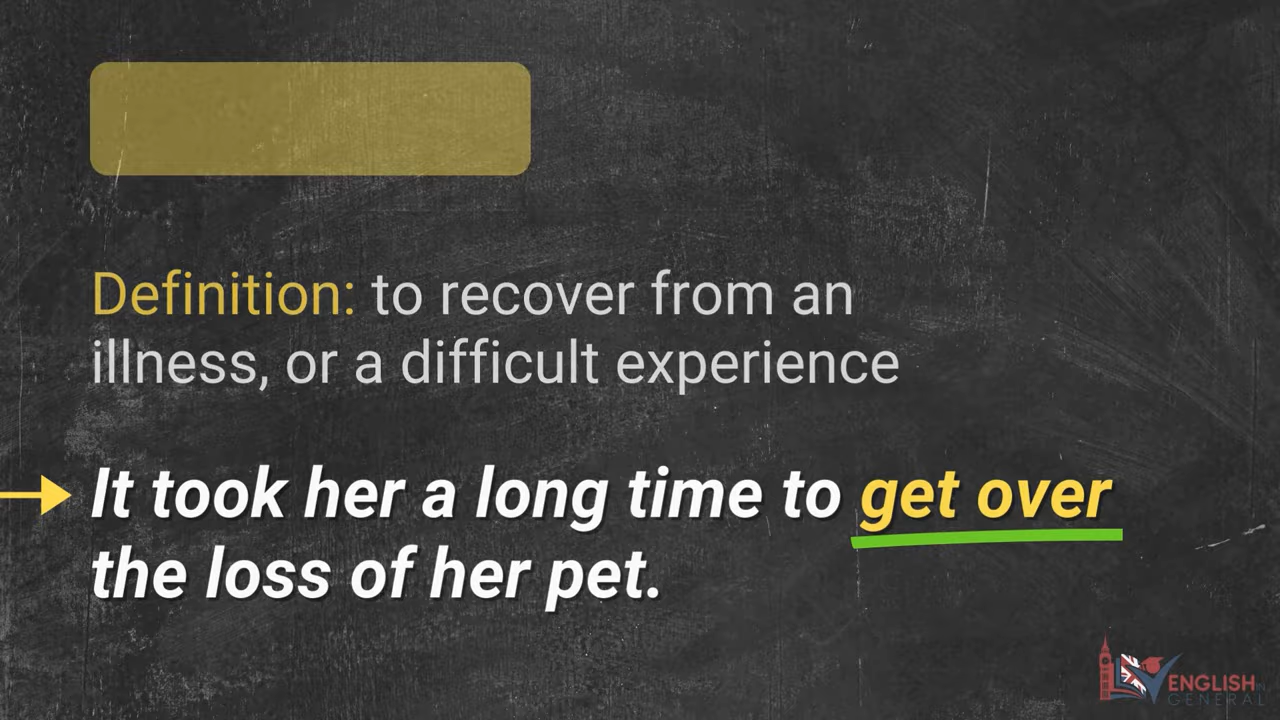 Definition: to recover from an
illness, or a difficult experience
It took her a long time to get over
the loss of her pet.
ENGLISH IN
GENERAL